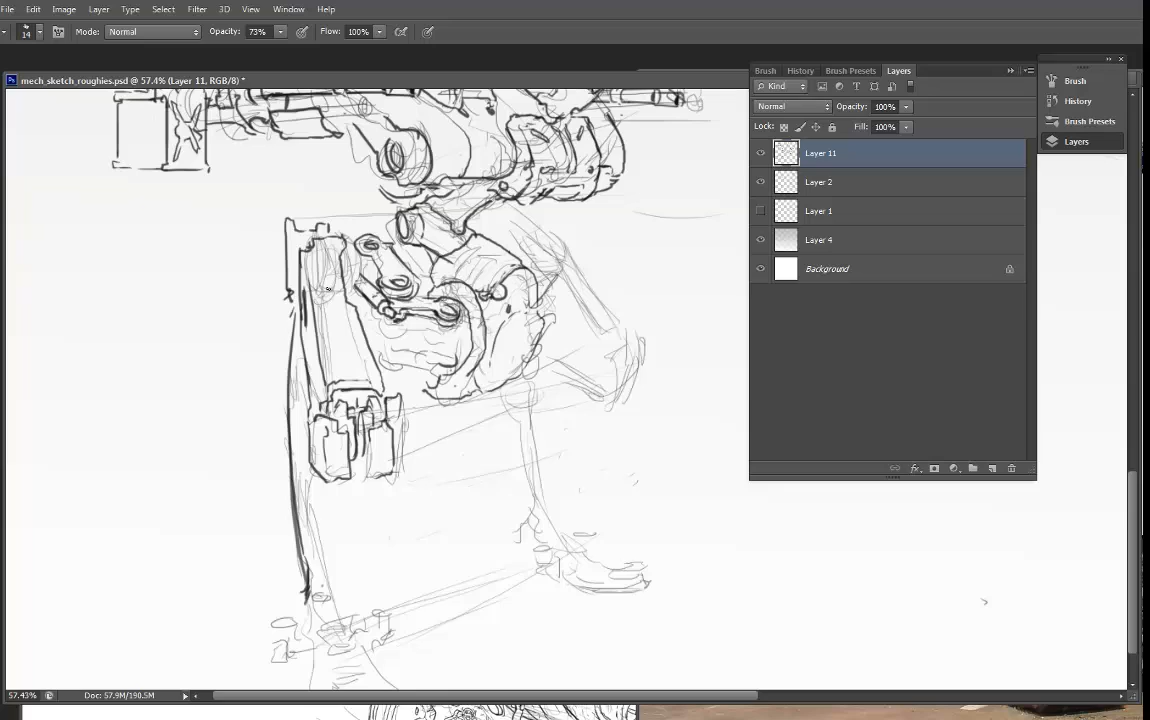 File Edit Image Layer Type Select Filter 3D View Window Help
14 Mode: Normal Opacity: 73% Flow: 100%
mech_sketch_roughies.psd @ 57.4% (Layer 11, RGB/8) *
Brush History Brush Presets Layers
Kind
Normal Opacity: 100%
Lock: Fill: 100%
Layer 11
Layer 2
Layer 1
Layer 4
Background
Brush
History
Brush Presets
Layers
57.43% Doc: 57.9M/190.5M